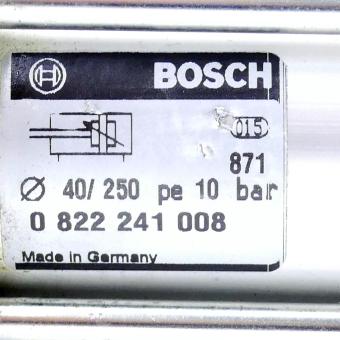 BOSCH
015
871
Ø 40/ 250 pe 10 bar
0 822 241 008
Made in Germany